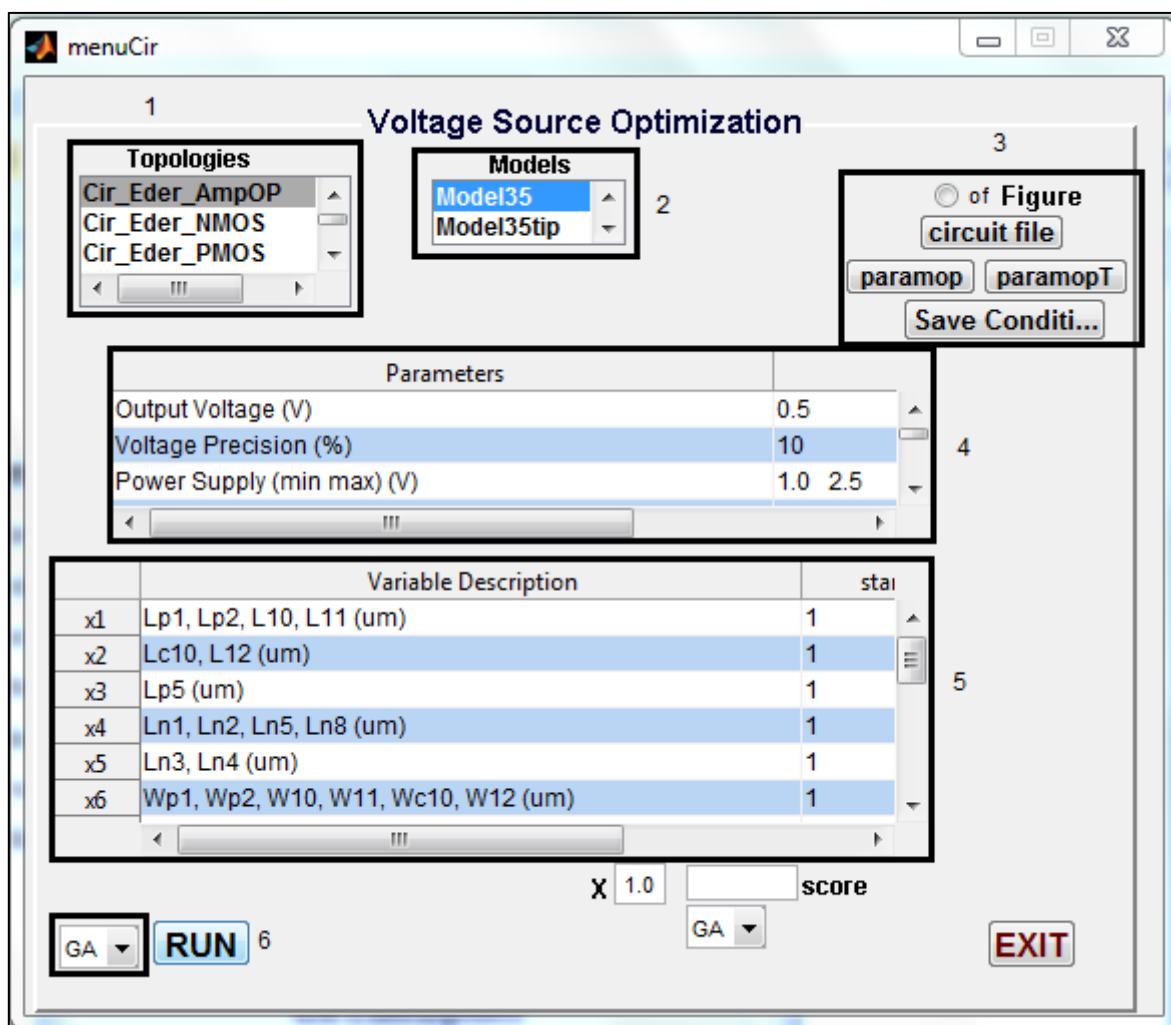 menuCir
1
Voltage Source Optimization
3
Topologies
Cir_Eder_AmpOP
Cir_Eder_NMOS
Cir_Eder_PMOS
Models
Model35
Model35tip
2
of Figure
circuit file
paramop paramopT
Save Conditi...
Parameters
Output Voltage (V) 0.5
Voltage Precision (%) 10
Power Supply (min max) (V) 1.0 2.5
4
Variable Description star
x1 Lp1, Lp2, L10, L11 (um) 1
x2 Lc10, L12 (um) 1
x3 Lp5 (um) 1
x4 Ln1, Ln2, Ln5, Ln8 (um) 1
x5 Ln3, Ln4 (um) 1
x6 Wp1, Wp2, W10, W11, Wc10, W12 (um) 1
5
X 1.0 score
GA RUN 6 GA EXIT